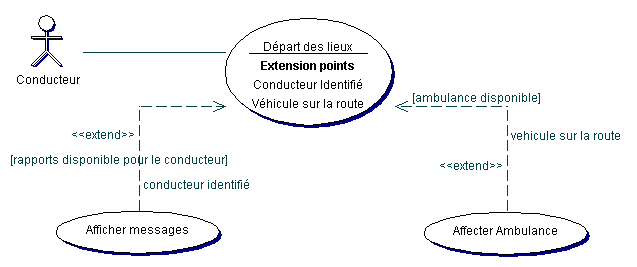 Départ des lieux
Extension points
Conducteur Identifié
Véhicule sur la route
Conducteur
[ambulance disponible]
<<extend>>
vehicule sur la route
[rapports disponible pour le conducteur]
<<extend>>
conducteur identifié
Afficher messages
Affecter Ambulance